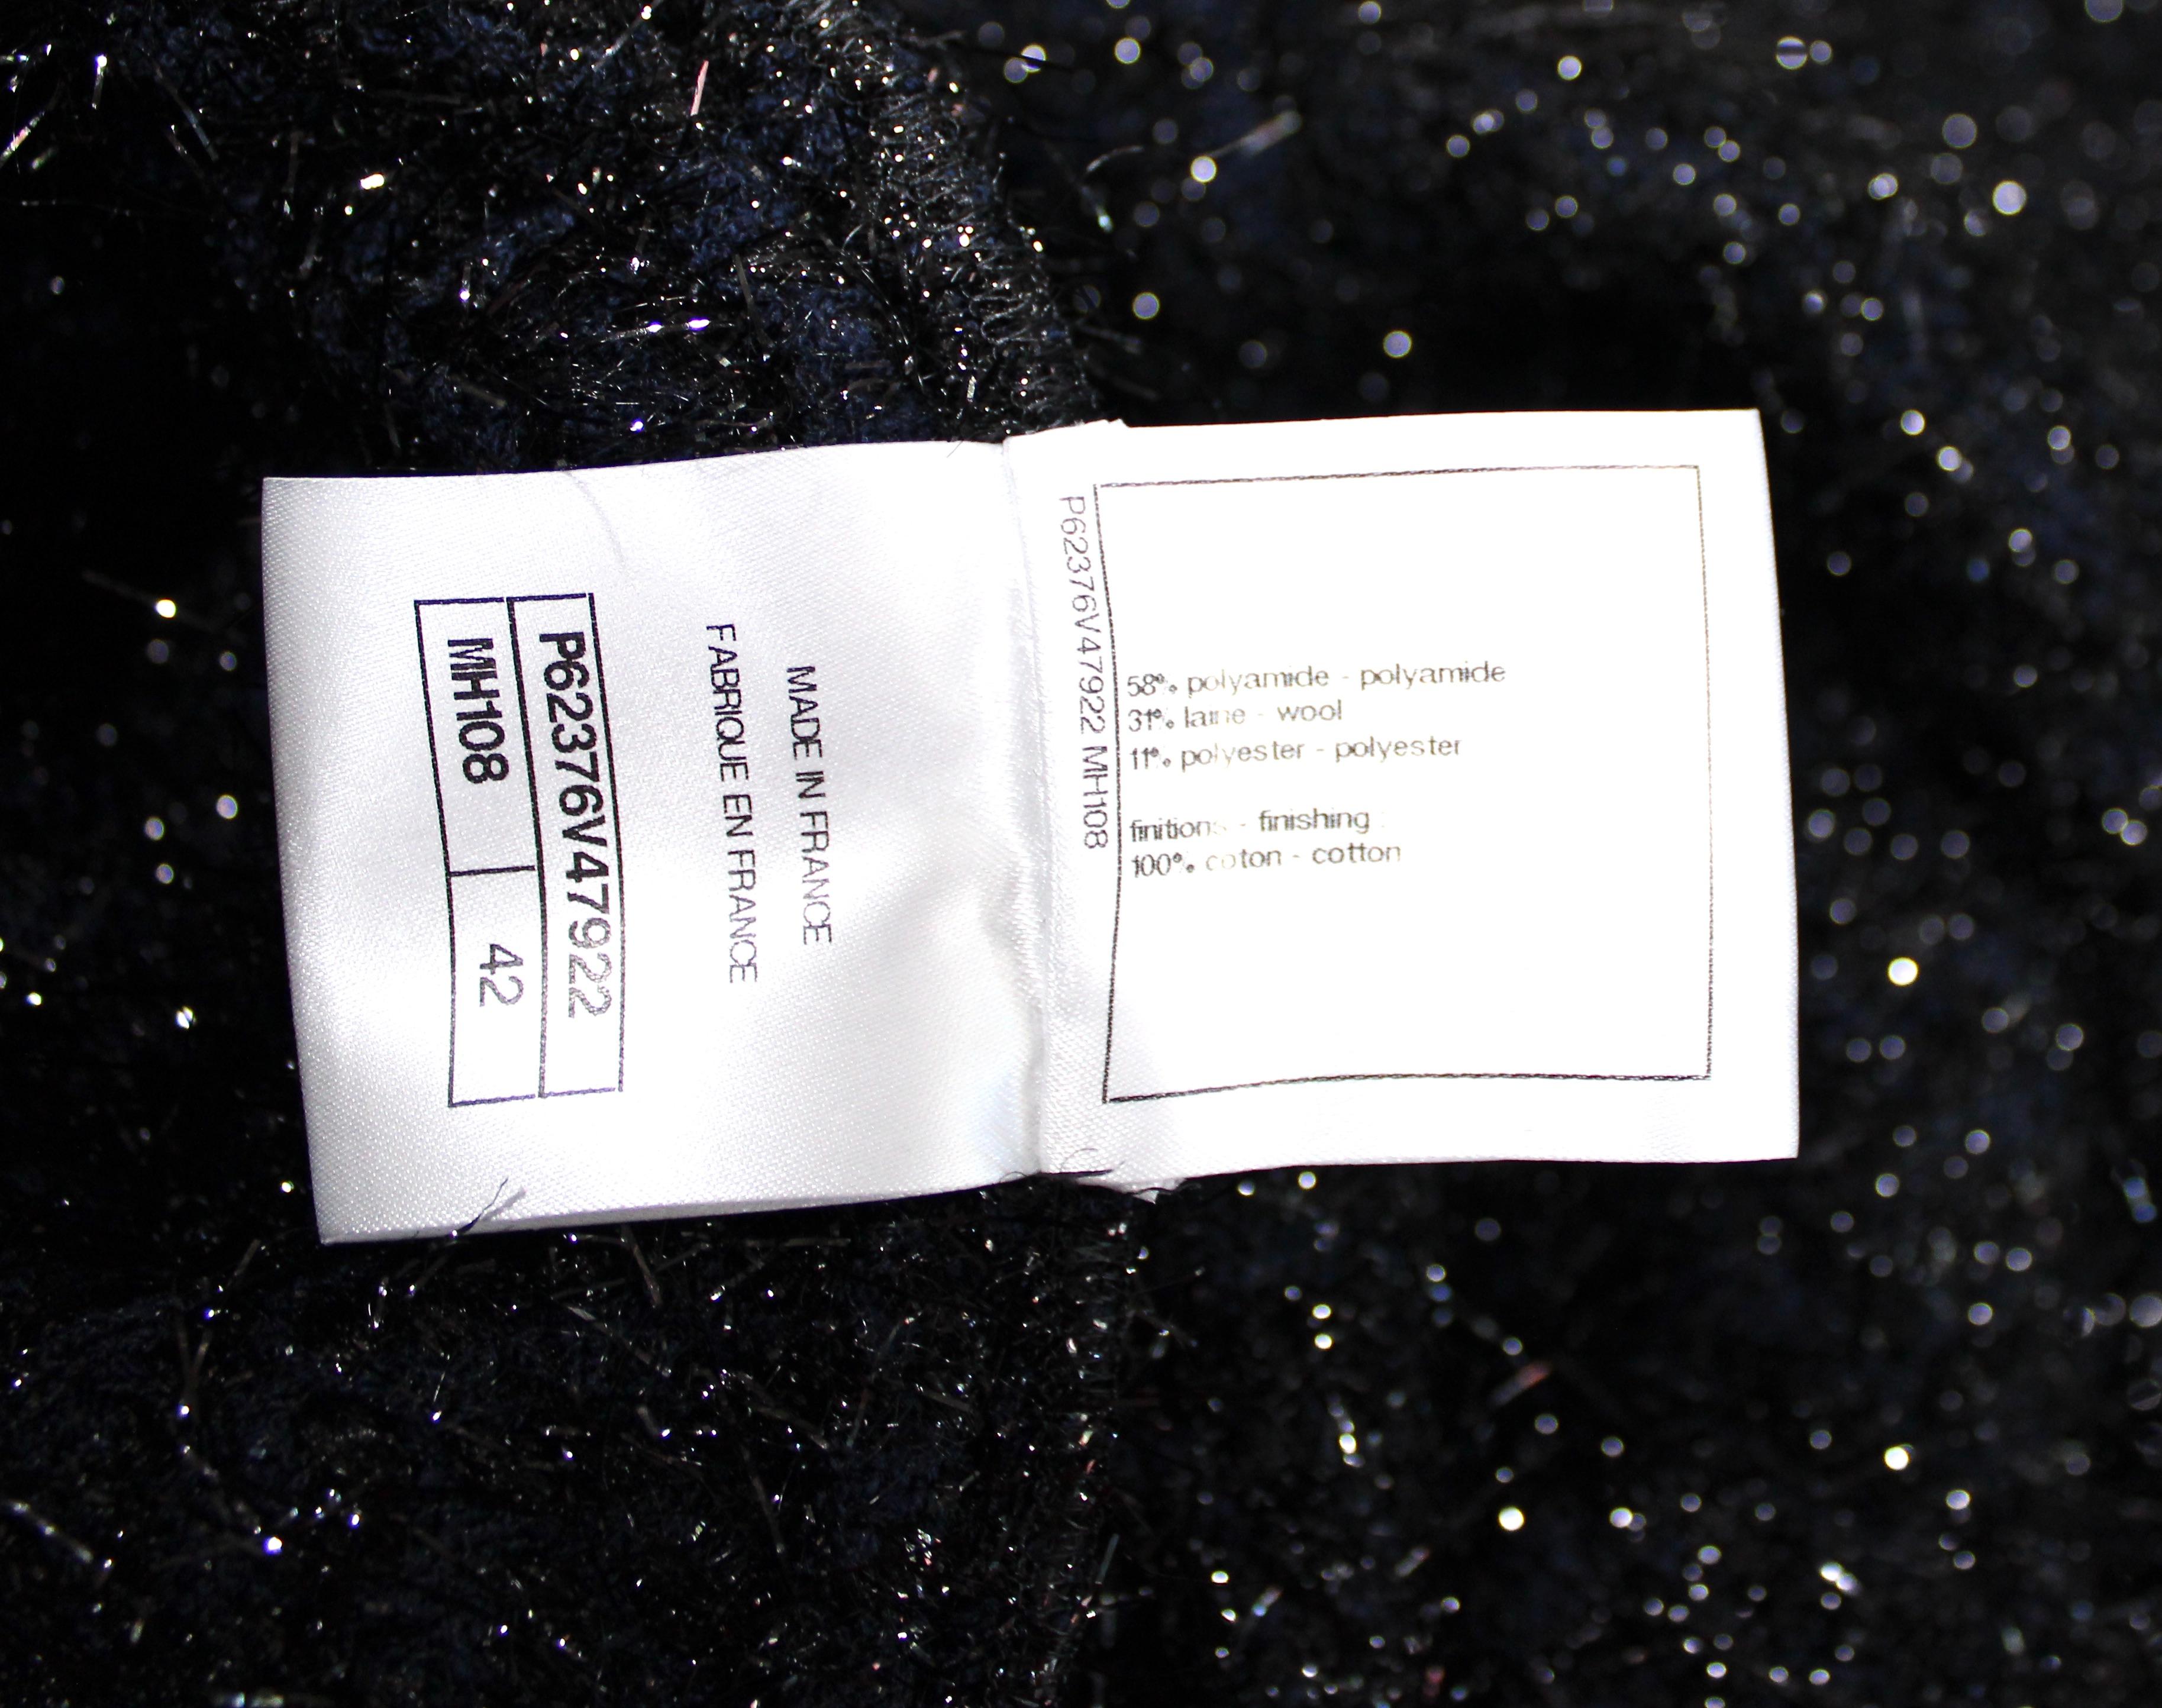 MADE IN FRANCE
FABRIQUE EN FRANCE
P62376V47922
MH108 42
P62376V47922 MH108
58% polyamide - polyamide
31% laine - wool
11% polyester - polyester
finitions - finishing
100% coton - cotton